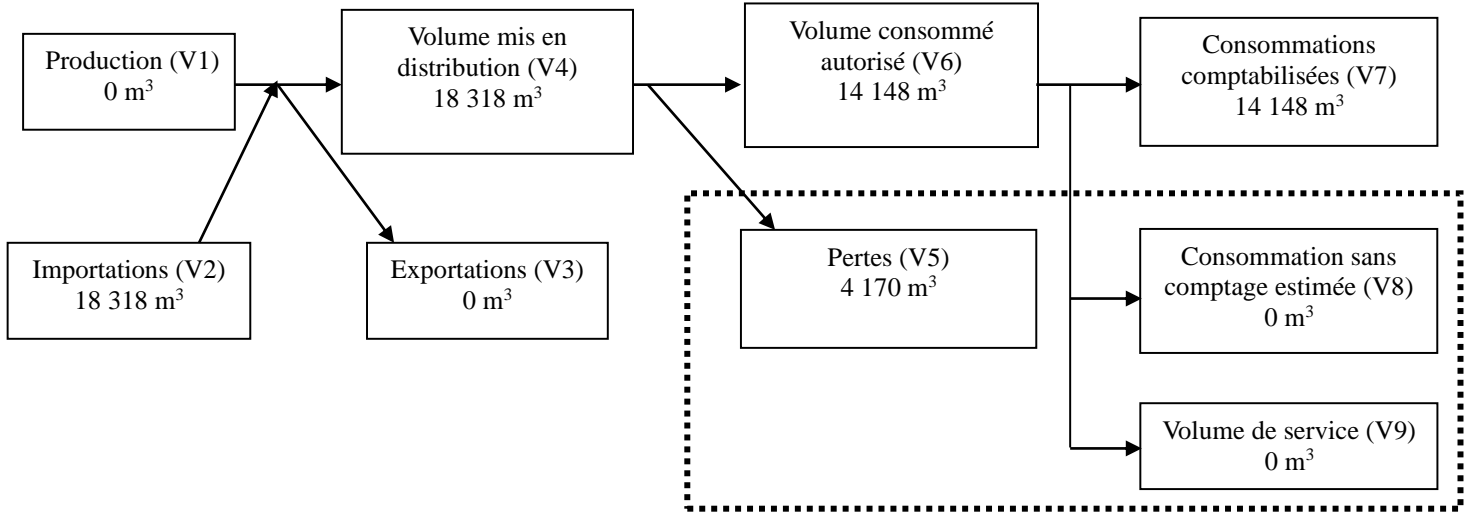 Production (V1)
0 m³
Volume mis en
distribution (V4)
18 318 m³
Volume consommé
autorisé (V6)
14 148 m³
Consommations
comptabilisées (V7)
14 148 m³
Importations (V2)
18 318 m³
Exportations (V3)
0 m³
Pertes (V5)
4 170 m³
Consommation sans
comptage estimée (V8)
0 m³
Volume de service (V9)
0 m³